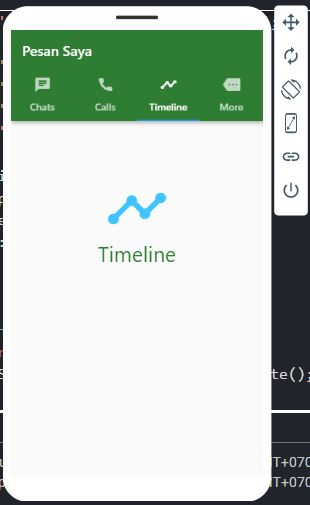 Pesan Saya
Chats Calls Timeline More
Timeline
te();
T+070
T+070